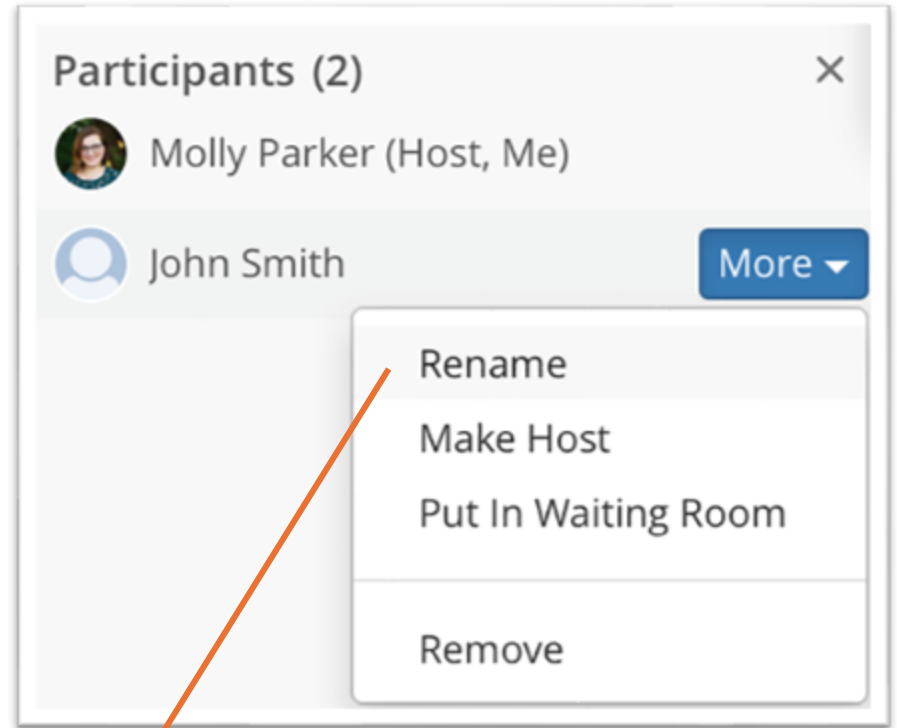 Participants (2)
Molly Parker (Host, Me)
John Smith
More
Rename
Make Host
Put In Waiting Room
Remove